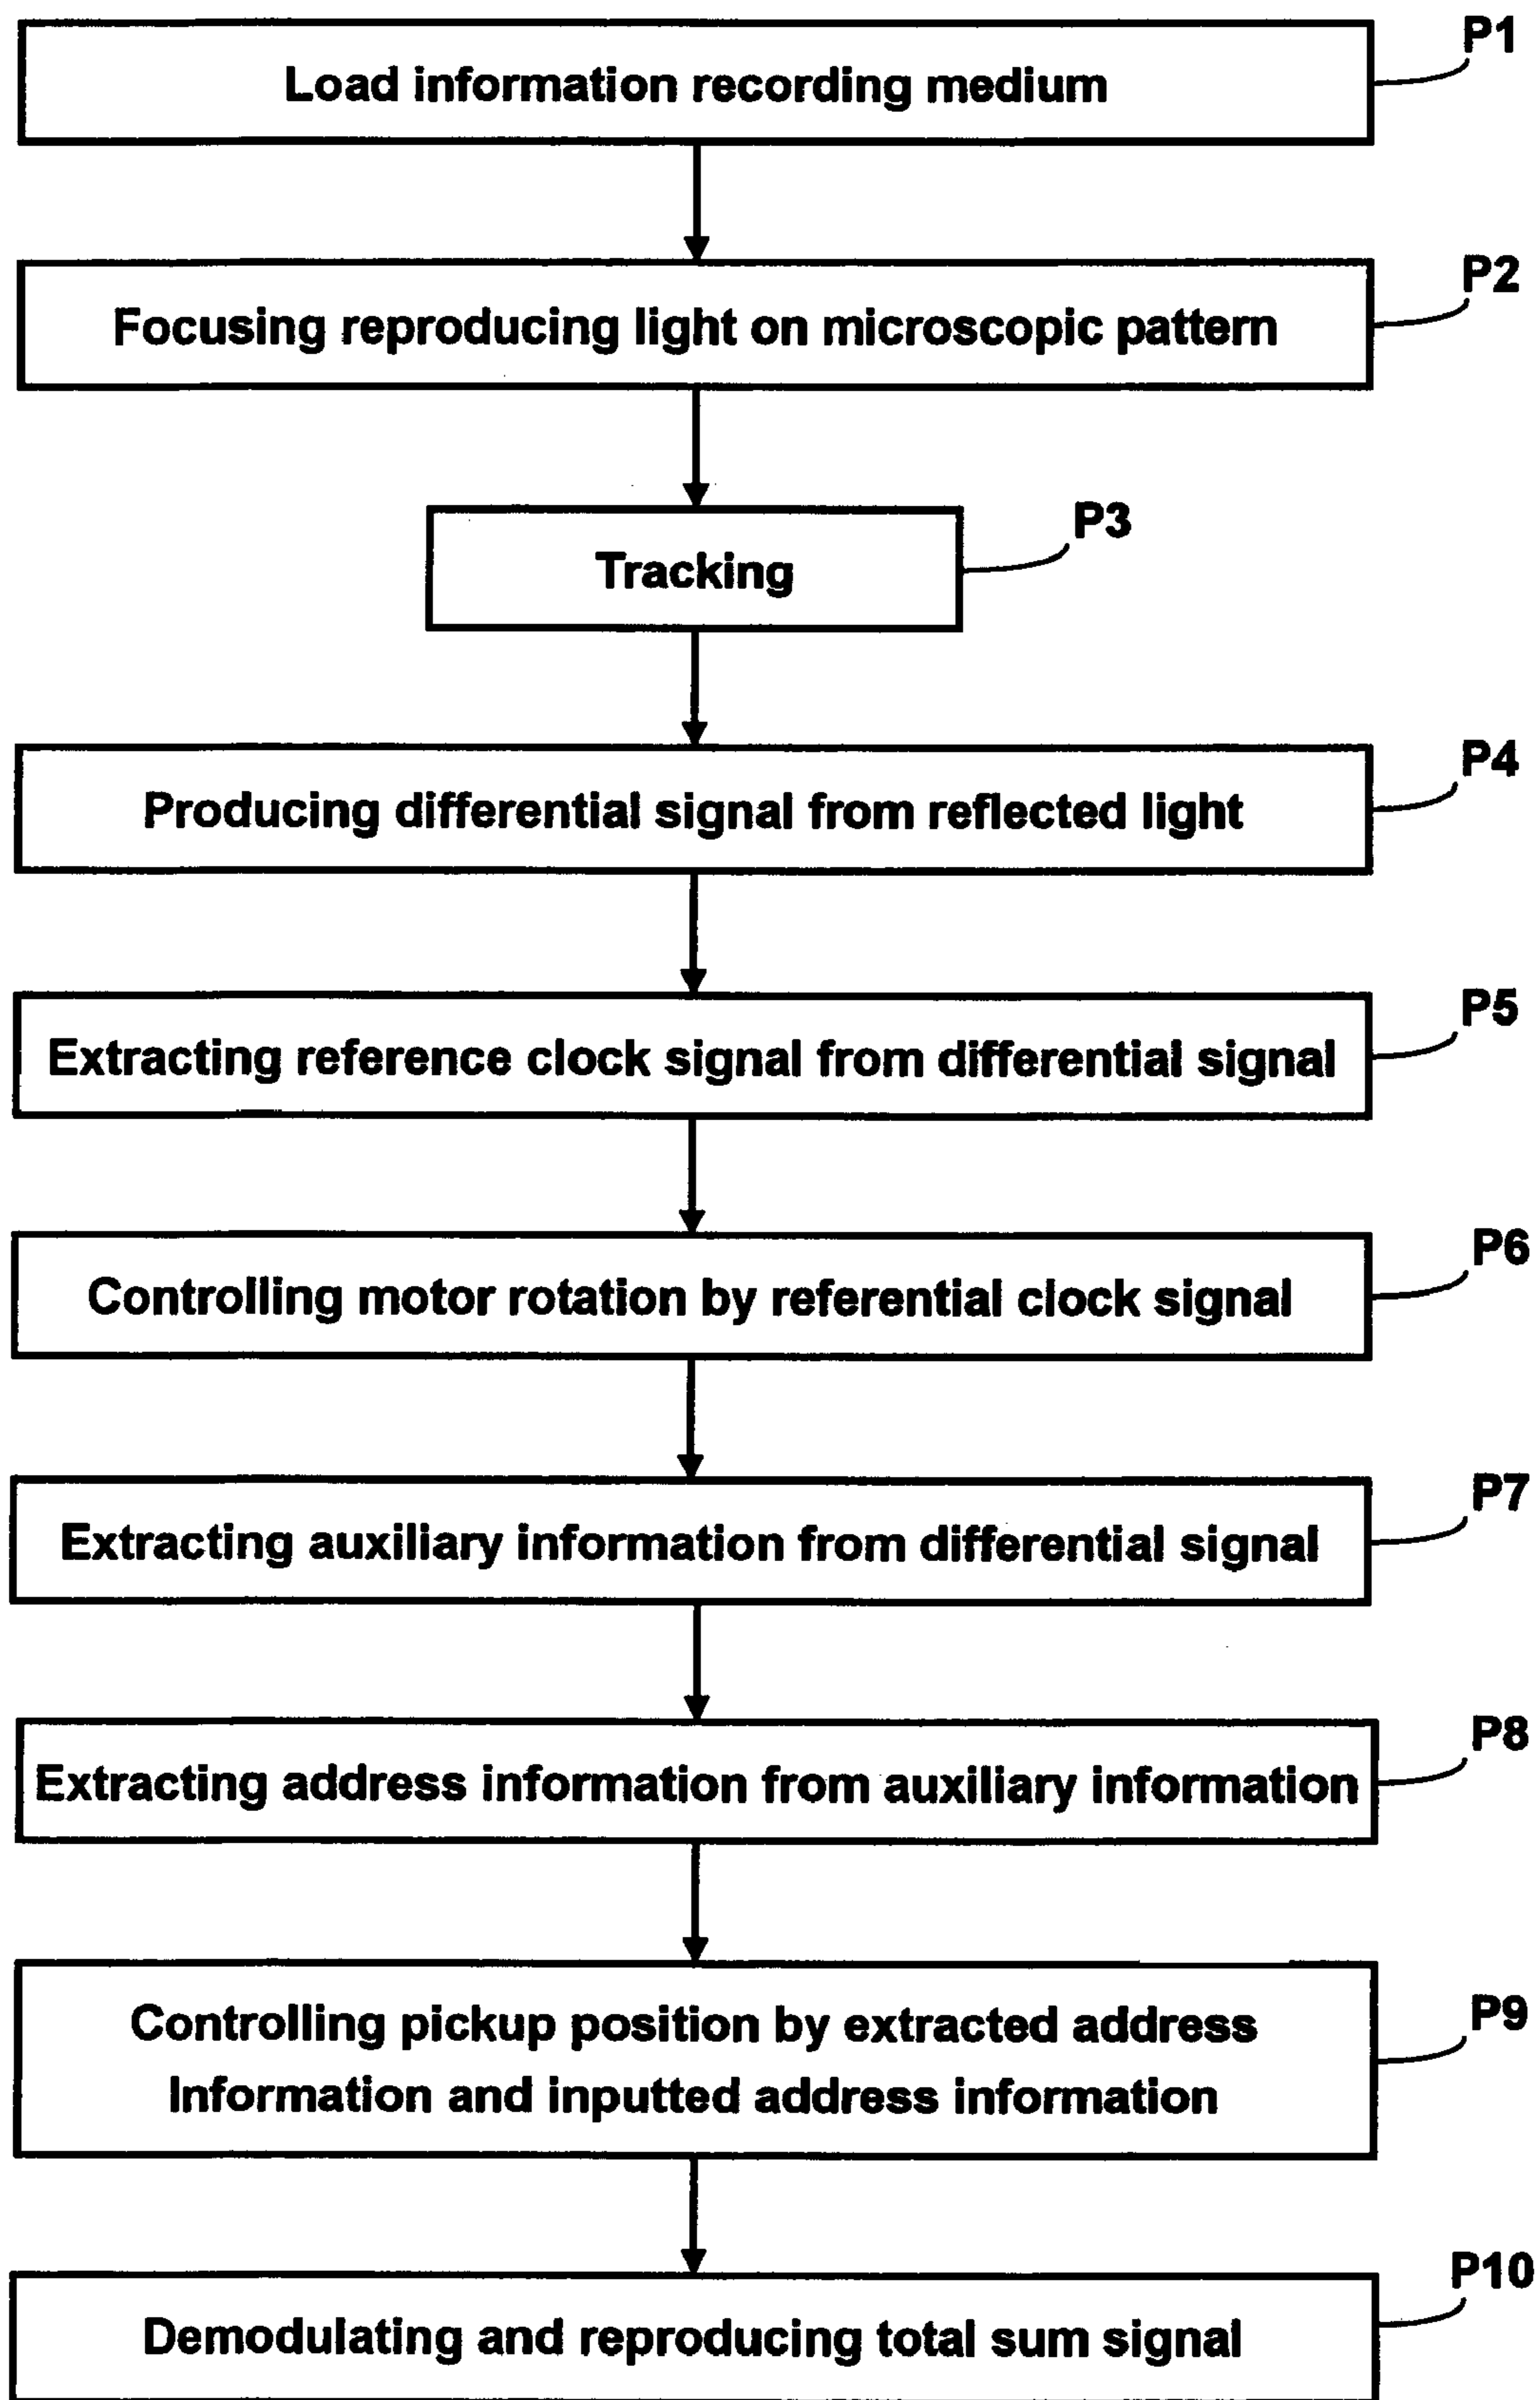 P1
Load information recording medium
P2
Focusing reproducing light on microscopic pattern
P3
Tracking
P4
Producing differential signal from reflected light
P5
Extracting reference clock signal from differential signal
P6
Controlling motor rotation by referential clock signal
P7
Extracting auxiliary information from differential signal
P8
Extracting address information from auxiliary information
P9
Controlling pickup position by extracted address
Information and inputted address information
P10
Demodulating and reproducing total sum signal